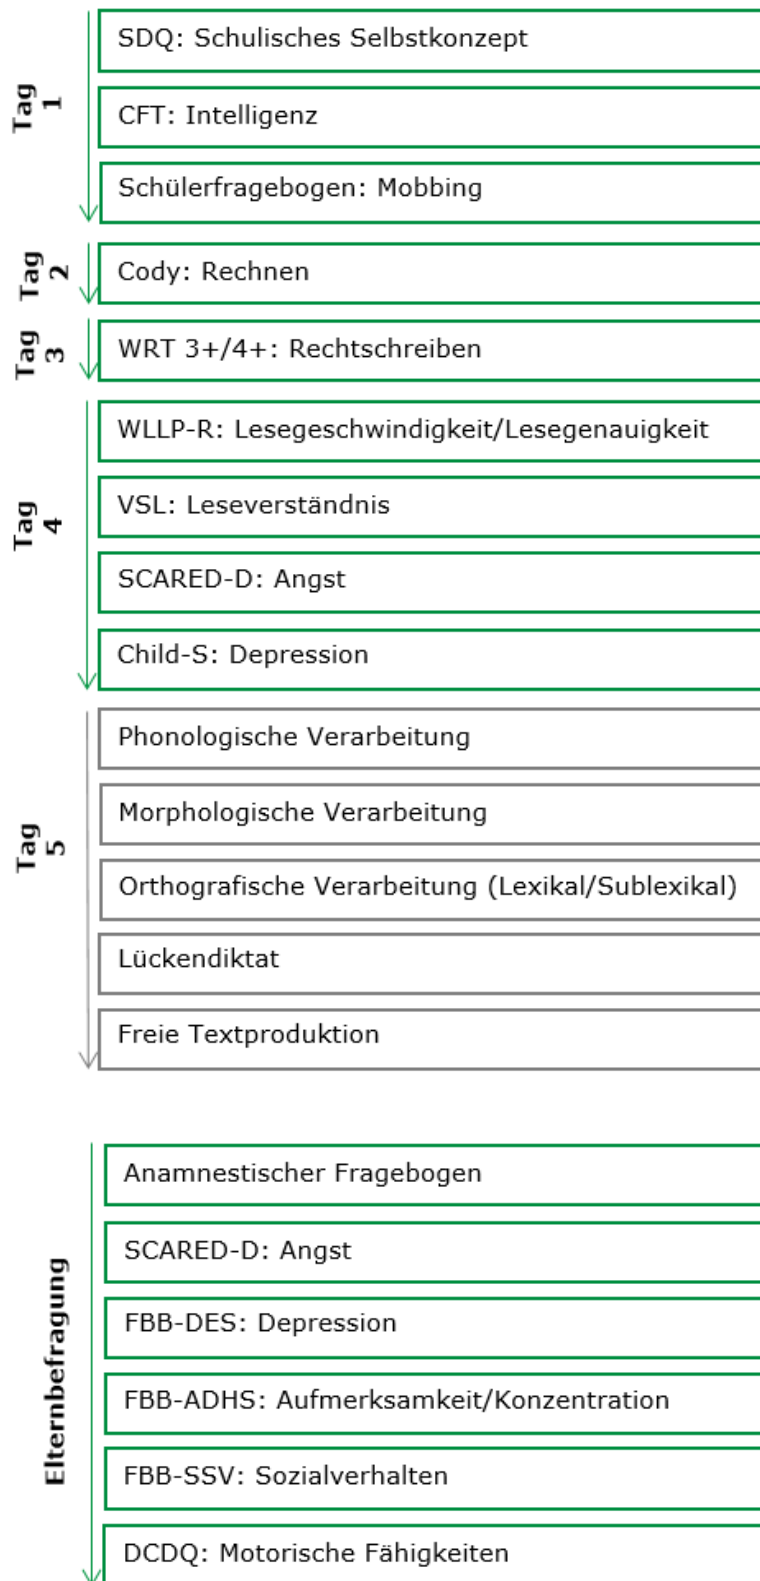 Tag 1
SDQ: Schulisches Selbstkonzept
CFT: Intelligenz
Schülerfragebogen: Mobbing
Tag 2
Cody: Rechnen
Tag 3
WRT 3+/4+: Rechtschreiben
Tag 4
WLLP-R: Lesegeschwindigkeit/Lesegenauigkeit
VSL: Leseverständnis
SCARED-D: Angst
Child-S: Depression
Tag 5
Phonologische Verarbeitung
Morphologische Verarbeitung
Orthografische Verarbeitung (Lexikal/Sublexikal)
Lückendiktat
Freie Textproduktion
Elternbefragung
Anamnestischer Fragebogen
SCARED-D: Angst
FBB-DES: Depression
FBB-ADHS: Aufmerksamkeit/Konzentration
FBB-SSV: Sozialverhalten
DCDQ: Motorische Fähigkeiten